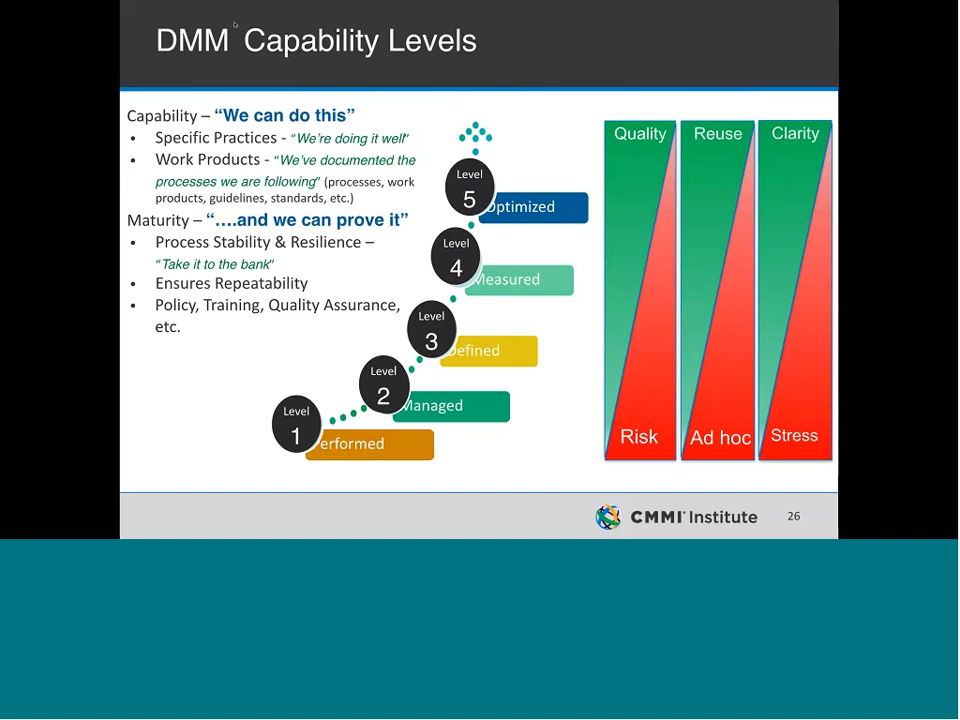 DMM Capability Levels
Capability – “We can do this”
• Specific Practices - “We’re doing it well”
• Work Products - “We’ve documented the
processes we are following” (processes, work
products, guidelines, standards, etc.)
Maturity – “….and we can prove it”
• Process Stability & Resilience –
“Take it to the bank”
• Ensures Repeatability
• Policy, Training, Quality Assurance,
etc.
Level
5
Optimized
Level
4
Measured
Level
3
Defined
Level
2
Managed
Level
1
Performed
Quality
Reuse
Clarity
Risk
Ad hoc
Stress
CMMI Institute
26